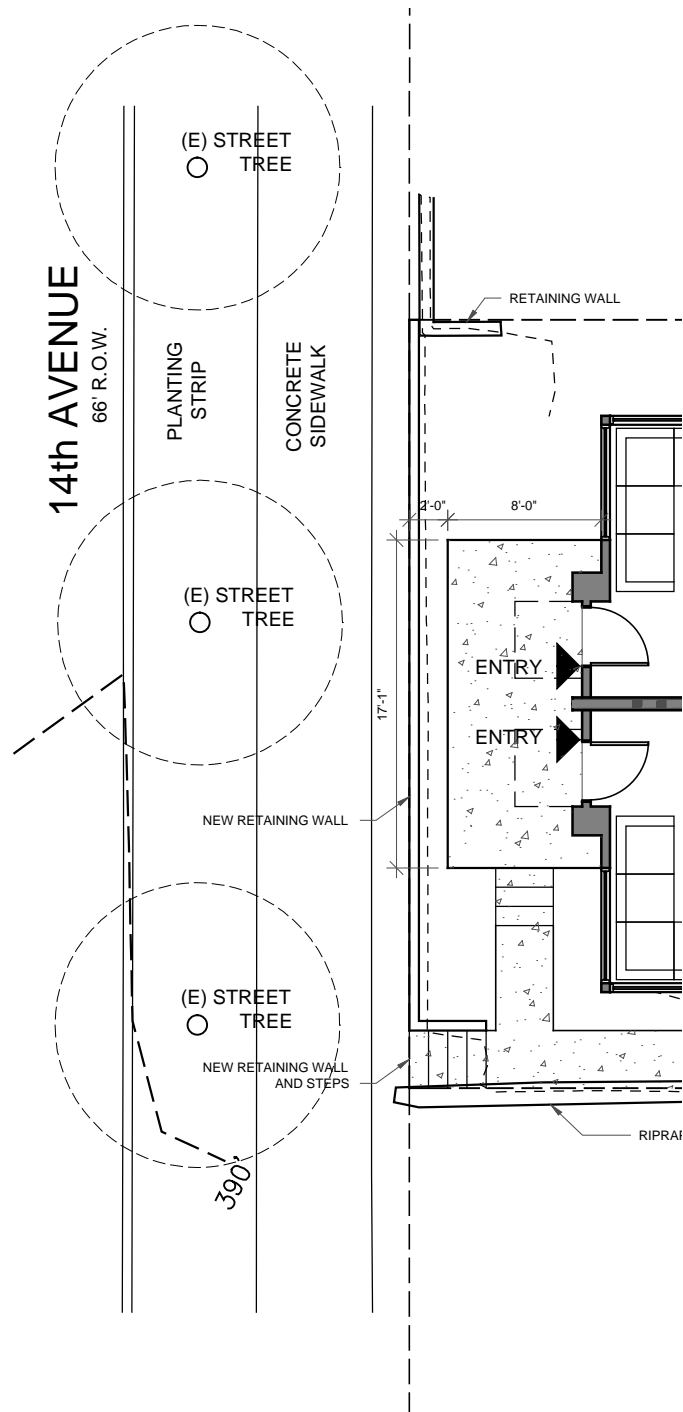 (E) STREET
TREE
14th AVENUE
66' R.O.W.
PLANTING
STRIP
CONCRETE
SIDEWALK
RETAINING WALL
2'-0"
8'-0"
(E) STREET
TREE
17'-1"
ENTRY
ENTRY
NEW RETAINING WALL
(E) STREET
TREE
NEW RETAINING WALL
AND STEPS
390'